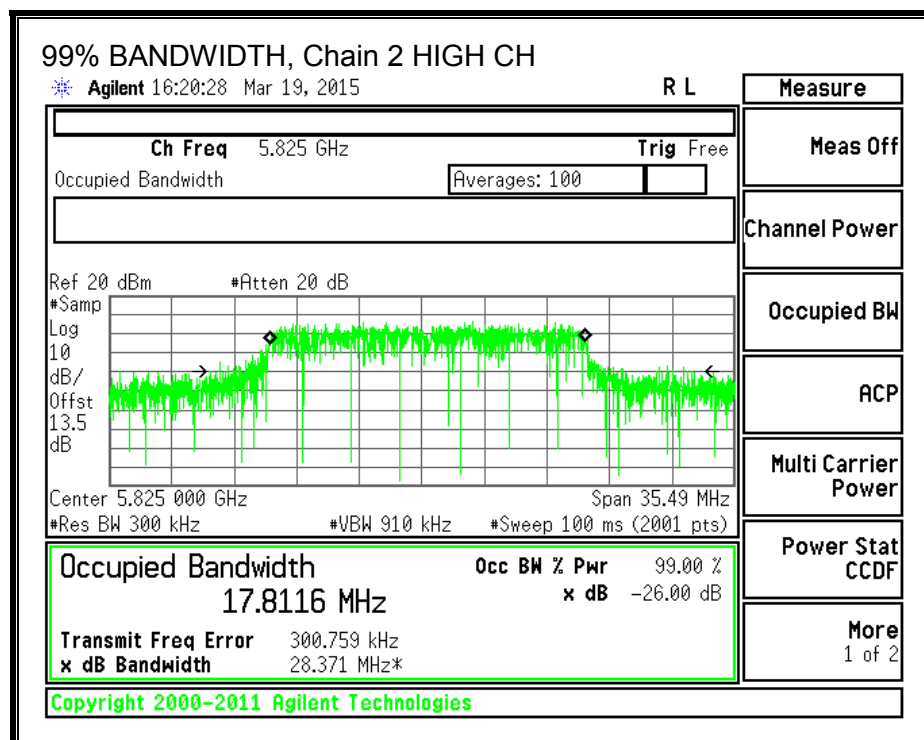 99% BANDWIDTH, Chain 2 HIGH CH
Agilent 16:20:28 Mar 19, 2015 R L
Measure
Ch Freq 5.825 GHz Trig Free
Meas Off
Occupied Bandwidth Averages: 100
Channel Power
Ref 20 dBm #Atten 20 dB
#Samp
Log
10
dB/
Offst
13.5
dB
Occupied BW
ACP
Multi Carrier
Power
Center 5.825 000 GHz Span 35.49 MHz
#Res BW 300 kHz #VBW 910 kHz #Sweep 100 ms (2001 pts)
Power Stat
CCDF
Occupied Bandwidth Occ BW % Pwr 99.00 %
17.8116 MHz x dB -26.00 dB
Transmit Freq Error 300.759 kHz
x dB Bandwidth 28.371 MHz*
More
1 of 2
Copyright 2000-2011 Agilent Technologies